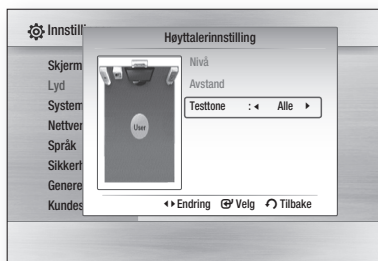 Innstill
Høyttalerinnstilling
Skjerm
Lyd
System
Nettver
Språk
Sikkerh
Genere
Kundes
User
Nivå
Avstand
Testtone : ◂ Alle ▸
◂▸ Endring Velg Tilbake